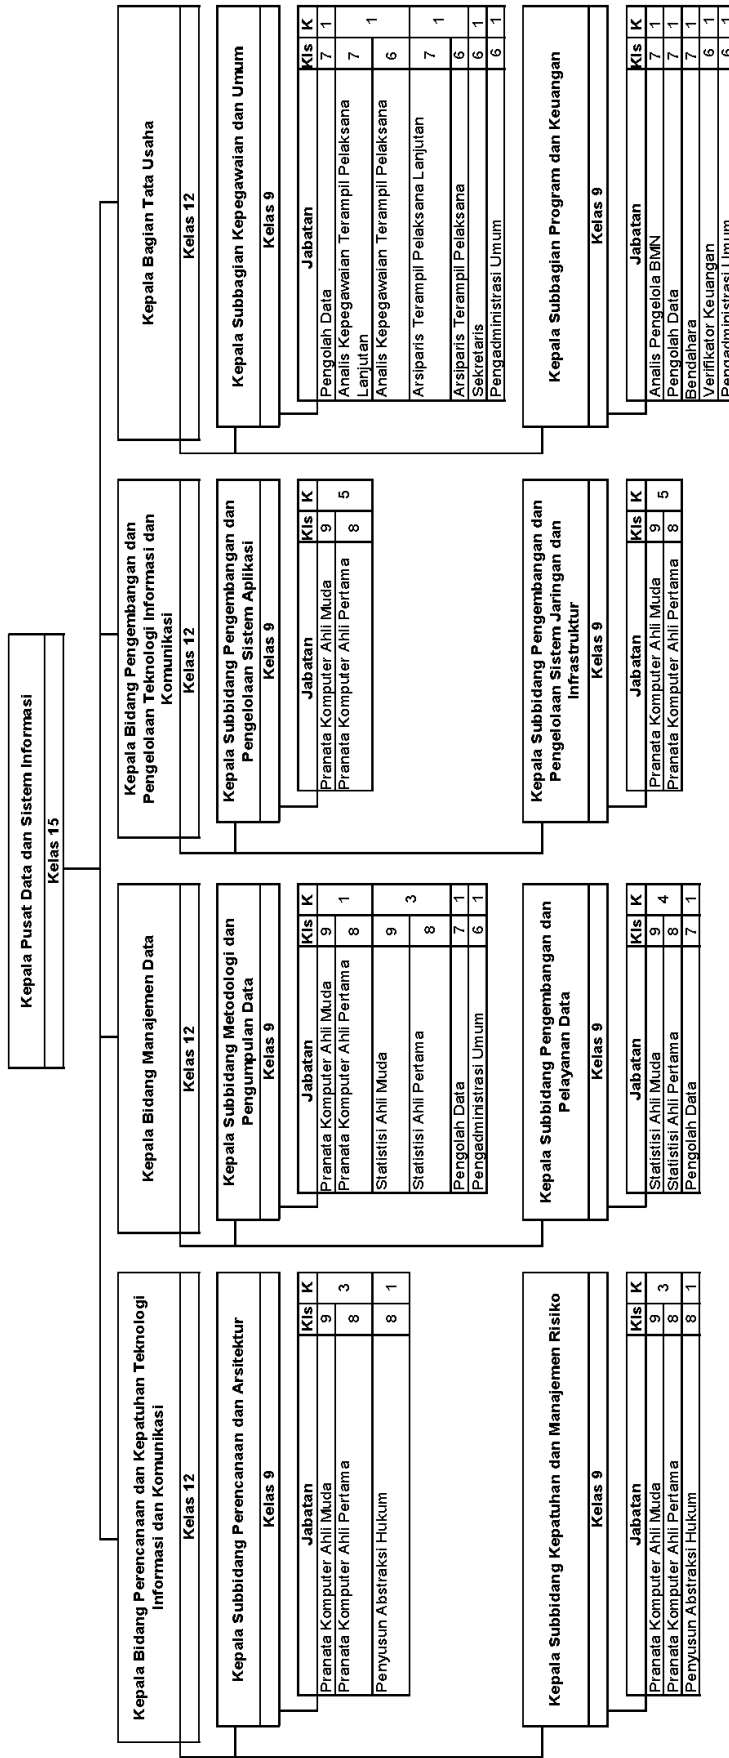 Kepala Pusat Data dan Sistem Informasi
Kelas 15
Kepala Bidang Perencanaan dan Kepatuhan Teknologi
Informasi dan Komunikasi
Kelas 12
Kepala Subbidang Perencanaan dan Arsitektur
Kelas 9
Jabatan Kls K
Pranata Komputer Ahli Muda 9 3
Pranata Komputer Ahli Pertama 8
Penyusun Abstraksi Hukum 8 1
Kepala Subbidang Kepatuhan dan Manajemen Risiko
Kelas 9
Jabatan Kls K
Pranata Komputer Ahli Muda 9 3
Pranata Komputer Ahli Pertama 8
Penyusun Abstraksi Hukum 8 1
Kepala Bidang Manajemen Data
Kelas 12
Kepala Subbidang Metodologi dan
Pengumpulan Data
Kelas 9
Jabatan Kls K
Pranata Komputer Ahli Muda 9 1
Pranata Komputer Ahli Pertama 8
Statistisi Ahli Muda 9 3
Statistisi Ahli Pertama 8
Pengolah Data 7 1
Pengadministrasi Umum 6 1
Kepala Subbidang Pengembangan dan
Pelayanan Data
Kelas 9
Jabatan Kls K
Statistisi Ahli Muda 9 4
Statistisi Ahli Pertama 8
Pengolah Data 7 1
Kepala Bidang Pengembangan dan
Pengelolaan Teknologi Informasi dan
Komunikasi
Kelas 12
Kepala Subbidang Pengembangan dan
Pengelolaan Sistem Aplikasi
Kelas 9
Jabatan Kls K
Pranata Komputer Ahli Muda 9 5
Pranata Komputer Ahli Pertama 8
Kepala Subbidang Pengembangan dan
Pengelolaan Sistem Jaringan dan
Infrastruktur
Kelas 9
Jabatan Kls K
Pranata Komputer Ahli Muda 9 5
Pranata Komputer Ahli Pertama 8
Kepala Bagian Tata Usaha
Kelas 12
Kepala Subbagian Kepegawaian dan Umum
Kelas 9
Jabatan Kls K
Pengolah Data 7 1
Analis Kepegawaian Terampil Pelaksana
Lanjutan 7 1
Analis Kepegawaian Terampil Pelaksana 6
Arsiparis Terampil Pelaksana Lanjutan 7 1
Arsiparis Terampil Pelaksana 6
Sekretaris 6 1
Pengadministrasi Umum 6 1
Kepala Subbagian Program dan Keuangan
Kelas 9
Jabatan Kls K
Analis Pengelola BMN 7 1
Pengolah Data 7 1
Bendahara 7 1
Verifikator Keuangan 6 1
Pengadministrasi Umum 6 1